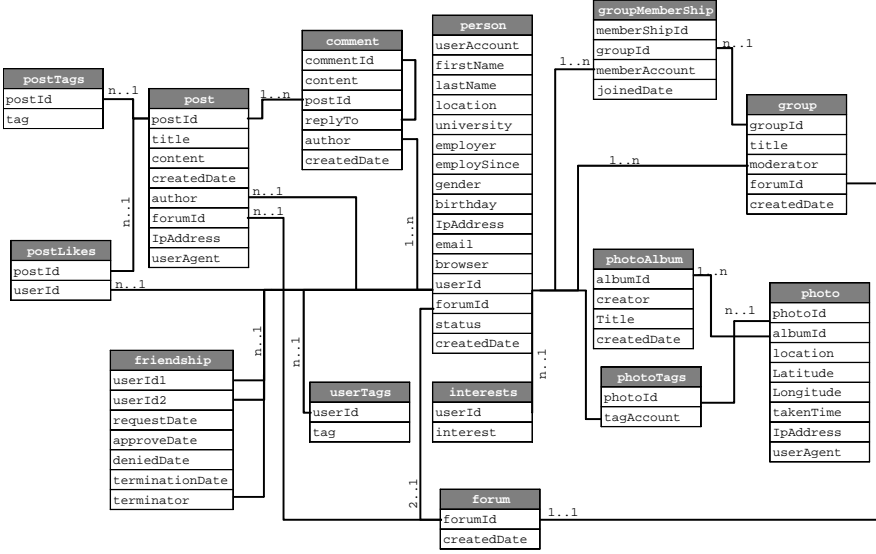 groupMemberShip
memberShipId
groupId
memberAccount
joinedDate
person
userAccount
firstName
lastName
location
university
employer
employSince
gender
birthday
IpAddress
email
browser
userId
forumId
status
createdDate
comment
commentId
content
postId
replyTo
author
createdDate
postTags
postId
tag
post
postId
title
content
createdDate
author
forumId
IpAddress
userAgent
group
groupId
title
moderator
forumId
createdDate
postLikes
postId
userId
photoAlbum
albumId
creator
Title
createdDate
photo
photoId
albumId
location
Latitude
Longitude
takenTime
IpAddress
userAgent
friendship
userId1
userId2
requestDate
approveDate
deniedDate
terminationDate
terminator
userTags
userId
tag
interests
userId
interest
photoTags
photoId
tagAccount
forum
forumId
createdDate
n..1
1..n
1..n
n..1
1..n
n..1
n..1
n..1
1..n
n..1
1..n
n..1
n..1
n..1
n..1
2..1
1..1